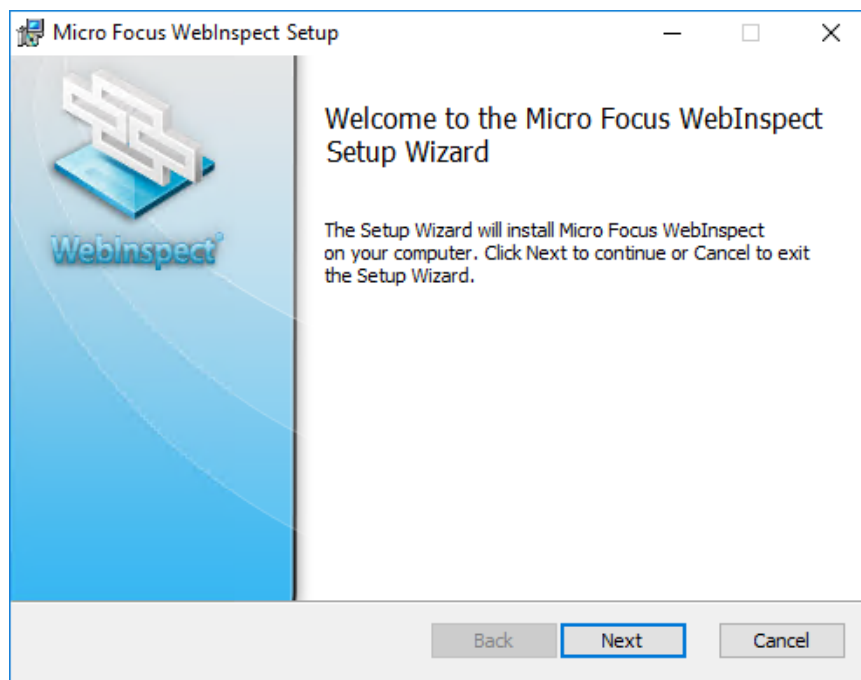 Micro Focus WebInspect Setup
Welcome to the Micro Focus WebInspect
Setup Wizard
WebInspect®
The Setup Wizard will install Micro Focus WebInspect
on your computer. Click Next to continue or Cancel to exit
the Setup Wizard.
Back
Next
Cancel